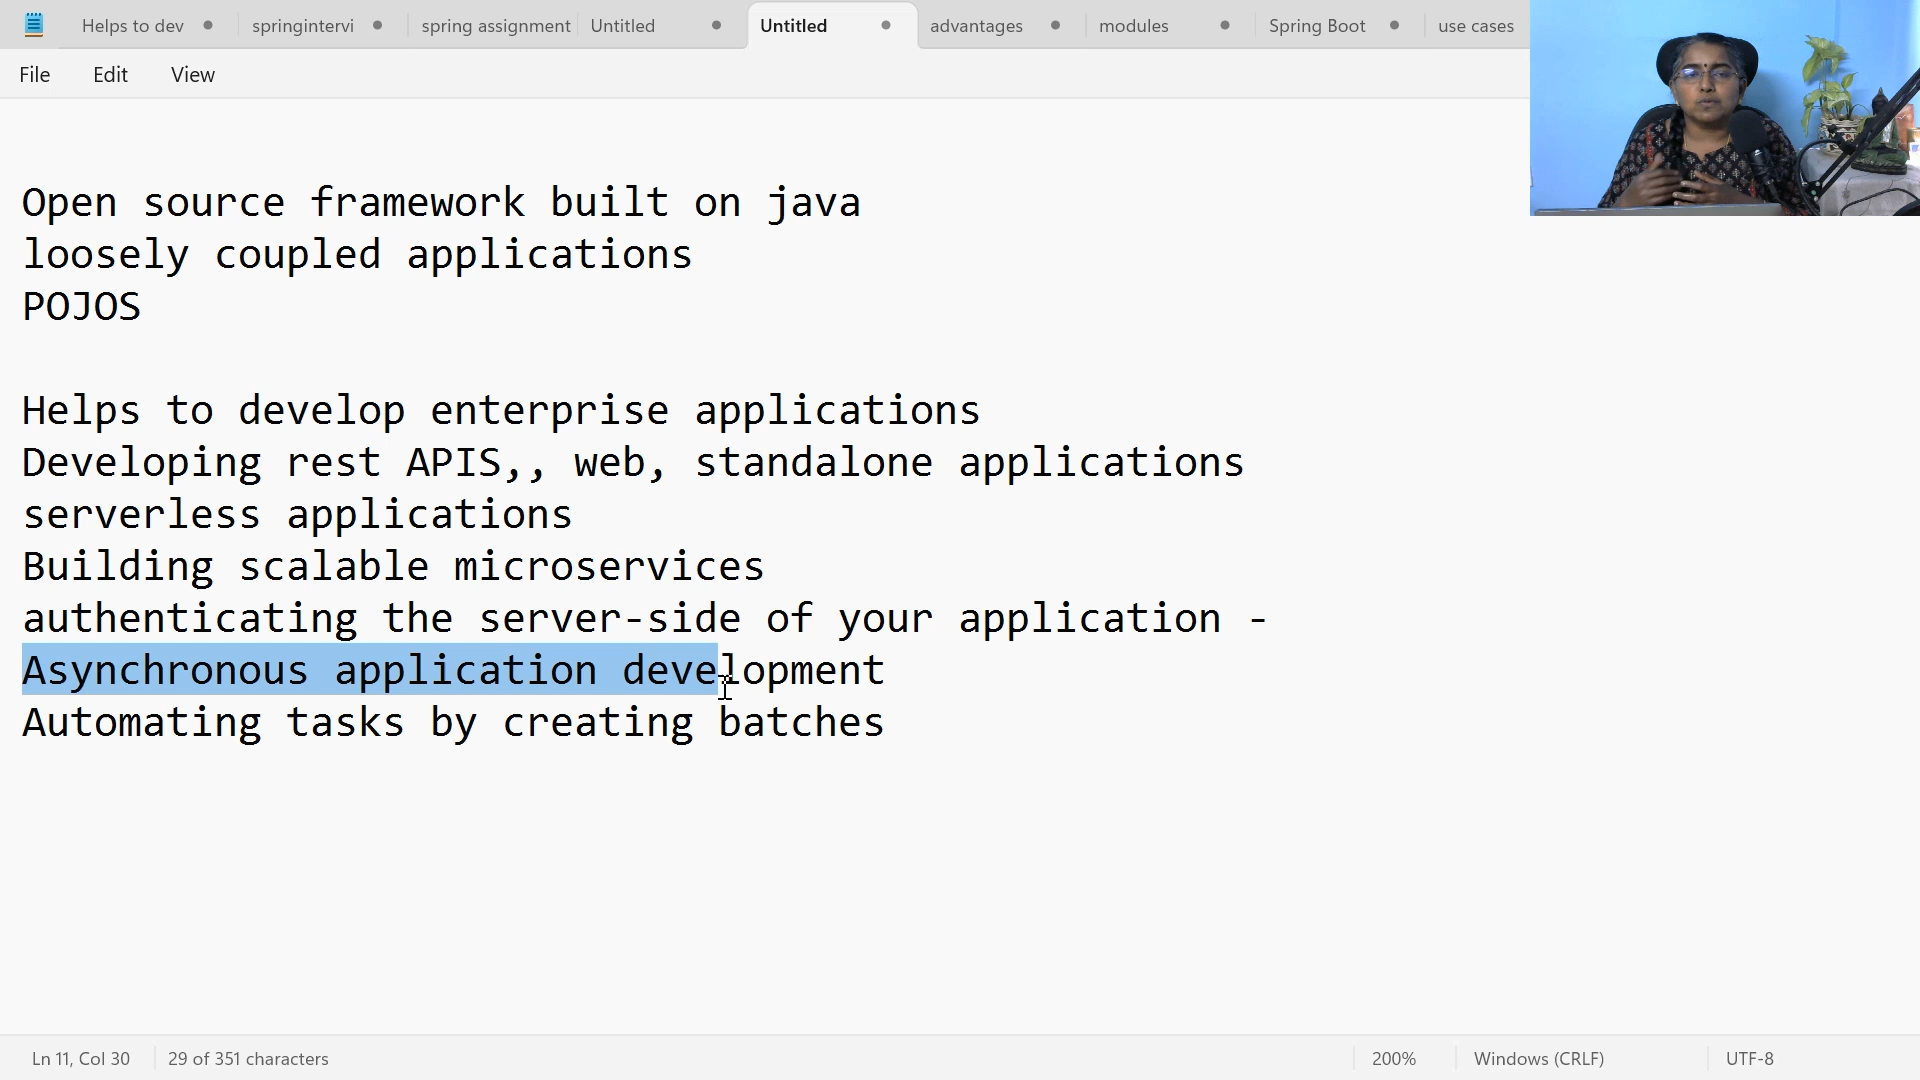 Helps to dev
springintervi
spring assignment
Untitled
Untitled
advantages
modules
Spring Boot
use cases
File
Edit
View
Open source framework built on java
loosely coupled applications
POJOS
Helps to develop enterprise applications
Developing rest APIS,, web, standalone applications
serverless applications
Building scalable microservices
authenticating the server-side of your application -
Asynchronous application development
Automating tasks by creating batches
Ln 11, Col 30
29 of 351 characters
200%
Windows (CRLF)
UTF-8